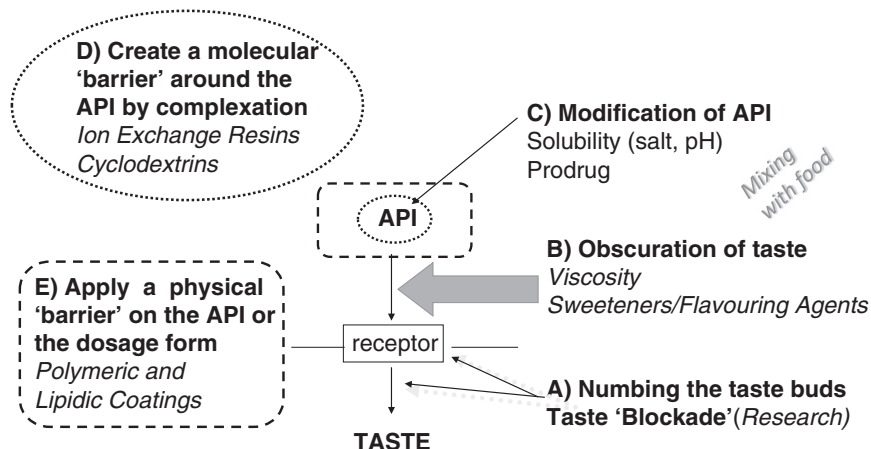 D) Create a molecular
‘barrier’ around the
API by complexation
Ion Exchange Resins
Cyclodextrins
C) Modification of API
Solubility (salt, pH)
Prodrug
Mixing
with food
API
B) Obscuration of taste
Viscosity
Sweeteners/Flavouring Agents
E) Apply a physical
‘barrier’ on the API or
the dosage form
Polymeric and
Lipidic Coatings
receptor
A) Numbing the taste buds
Taste ‘Blockade’(Research)
TASTE